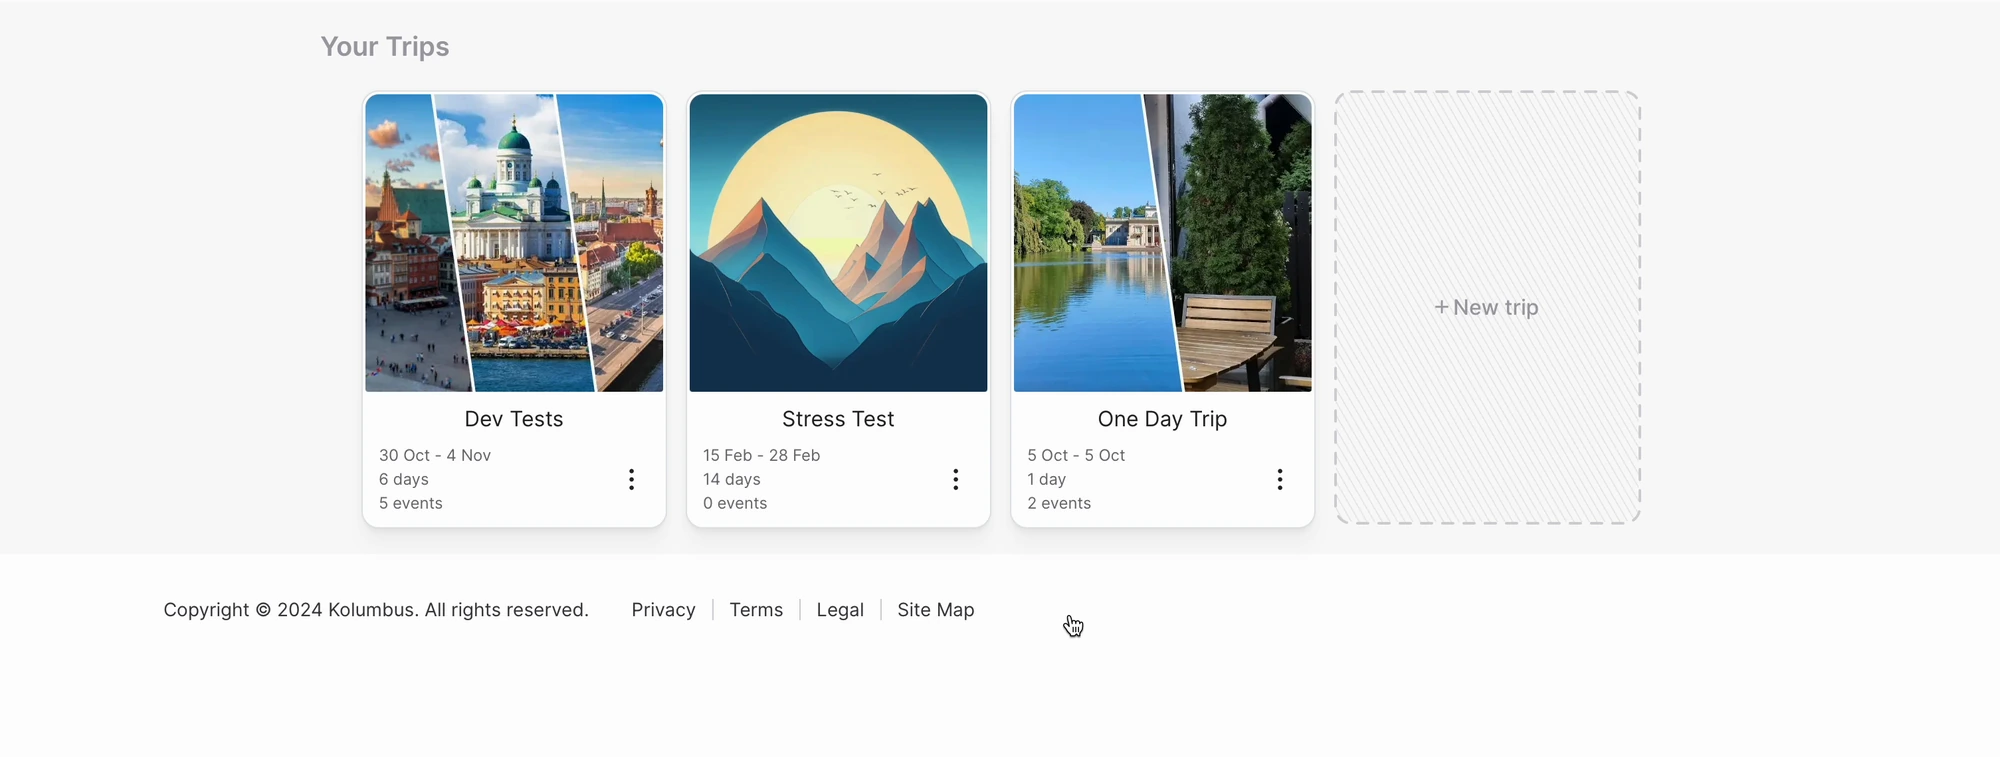 Your Trips
Dev Tests
30 Oct - 4 Nov
6 days
5 events
Stress Test
15 Feb - 28 Feb
14 days
0 events
One Day Trip
5 Oct - 5 Oct
1 day
2 events
+ New trip
Copyright © 2024 Kolumbus. All rights reserved.
Privacy
Terms
Legal
Site Map